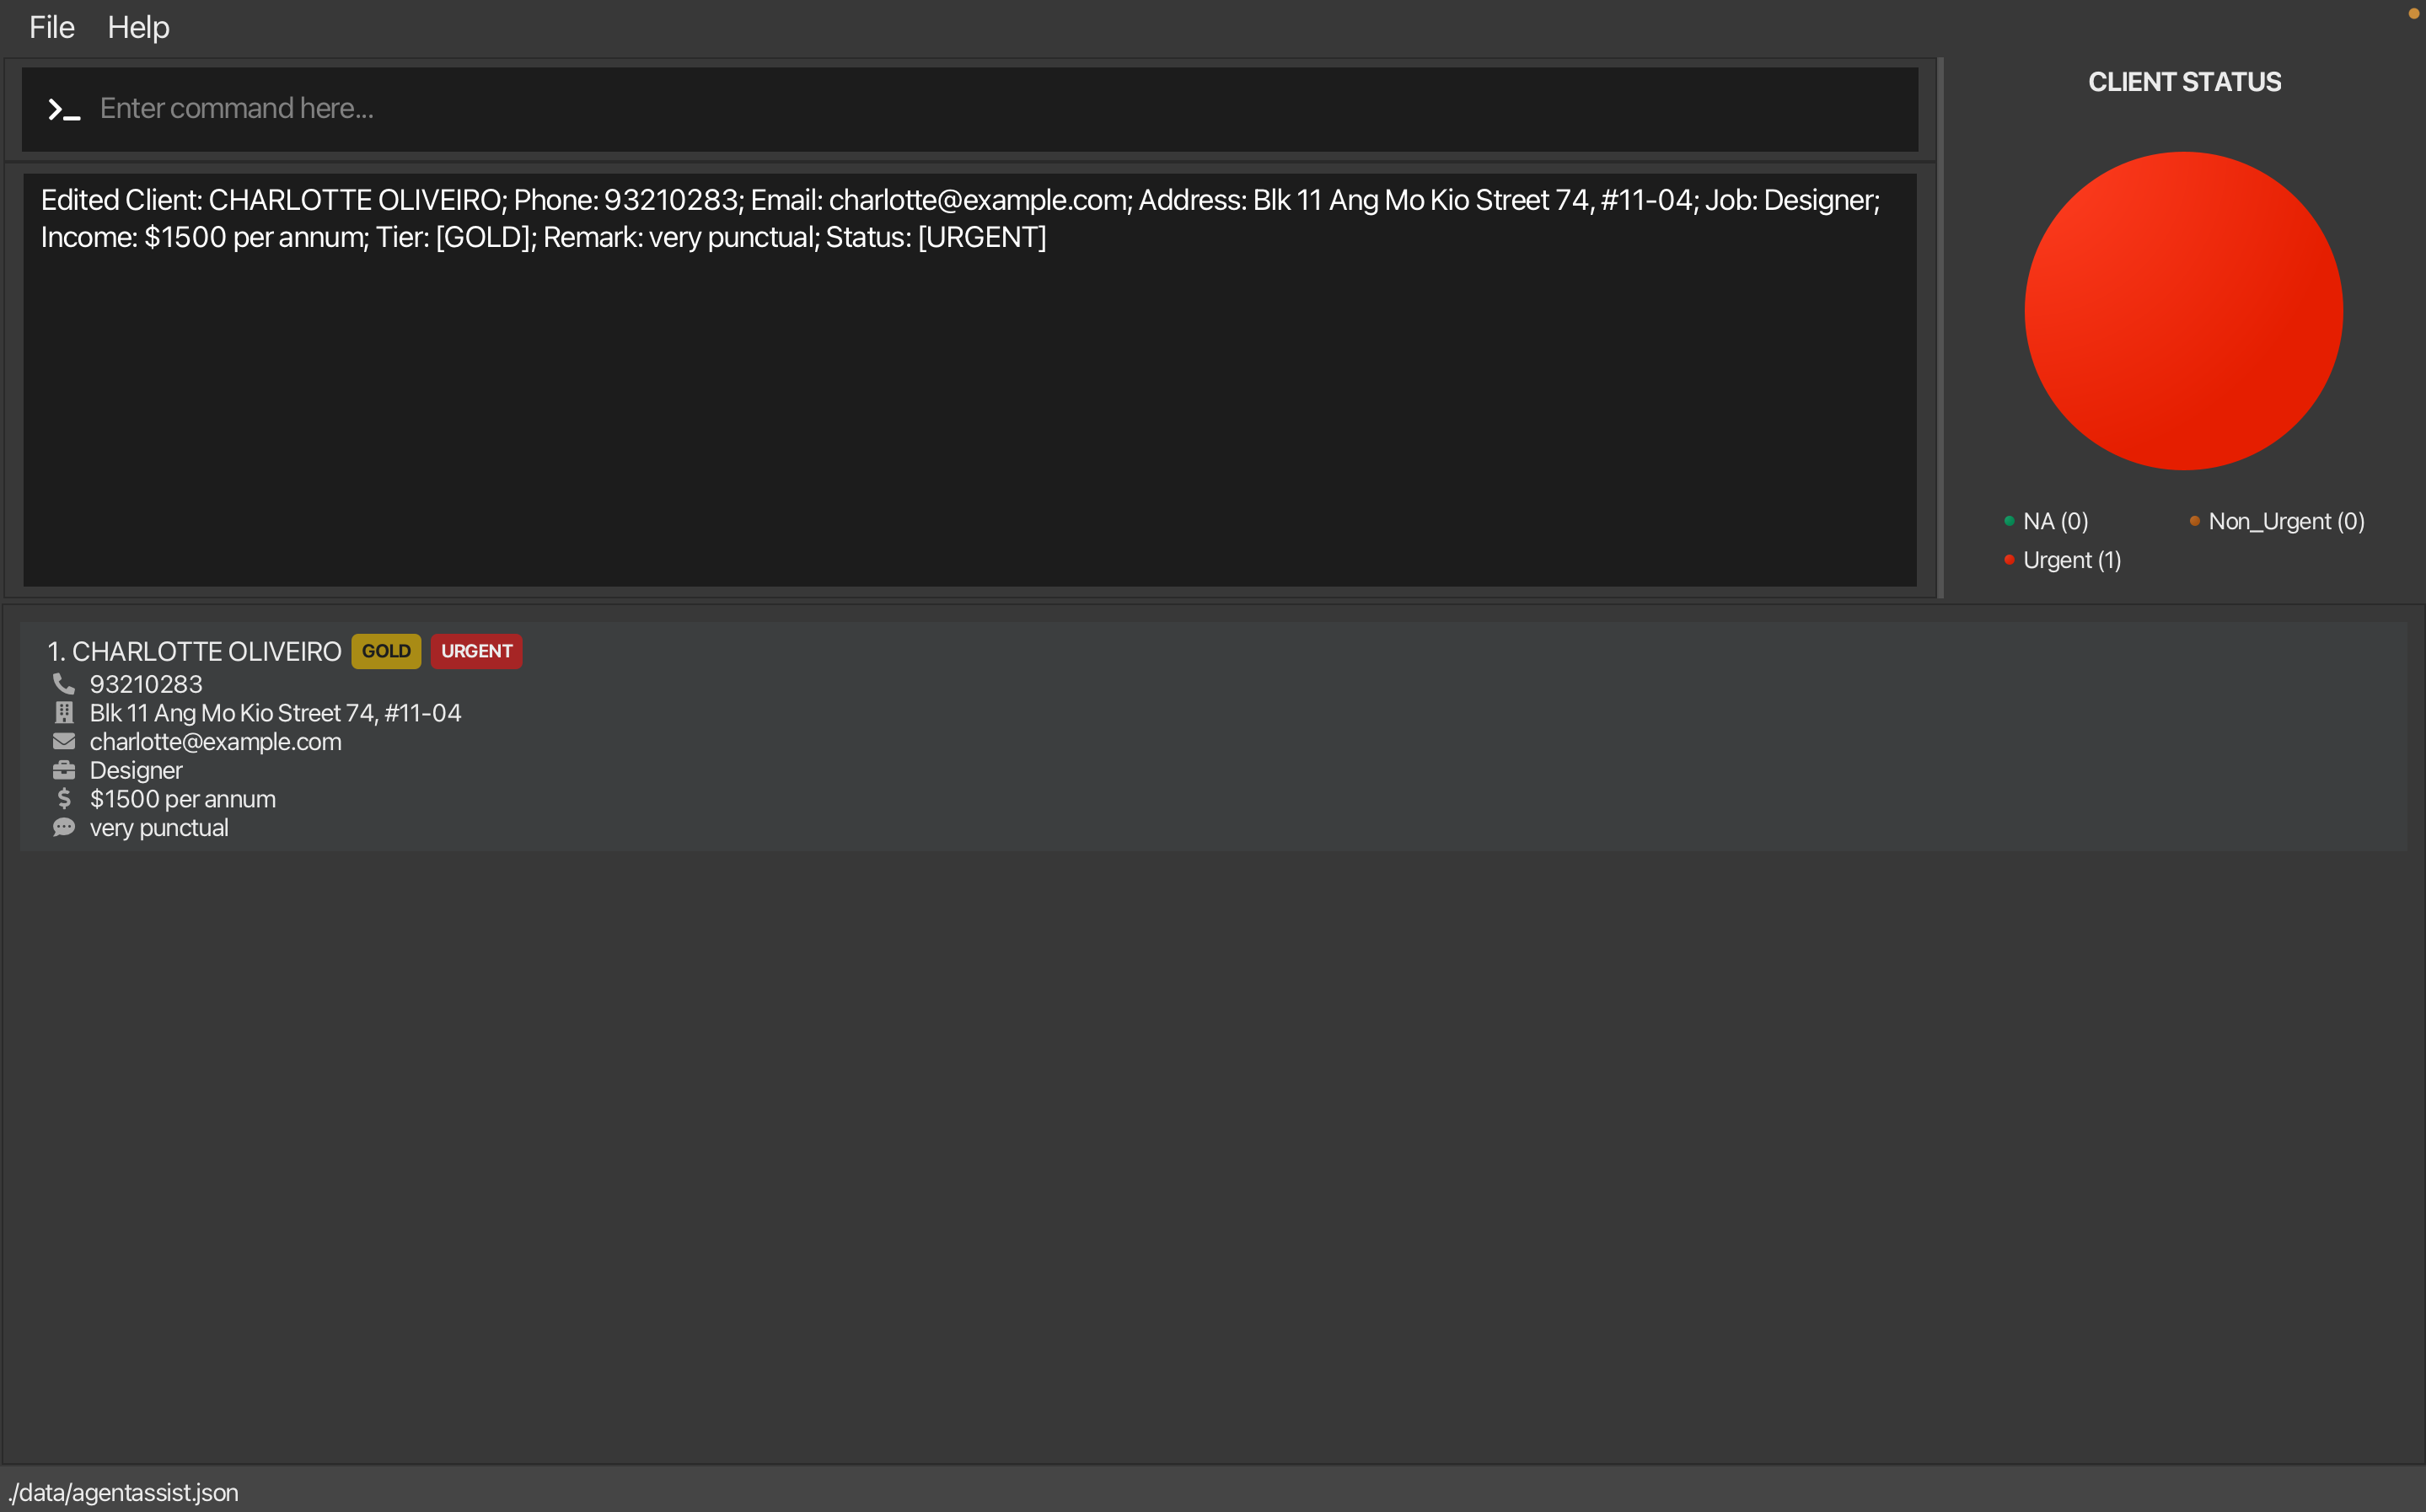 File Help
Enter command here...
Edited Client: CHARLOTTE OLIVEIRO; Phone: 93210283; Email: charlotte@example.com; Address: Blk 11 Ang Mo Kio Street 74, #11-04; Job: Designer;
Income: $1500 per annum; Tier: [GOLD]; Remark: very punctual; Status: [URGENT]
CLIENT STATUS
NA (0) Non_Urgent (0)
Urgent (1)
1. CHARLOTTE OLIVEIRO GOLD URGENT
93210283
Blk 11 Ang Mo Kio Street 74, #11-04
charlotte@example.com
Designer
$1500 per annum
very punctual
./data/agentassist.json